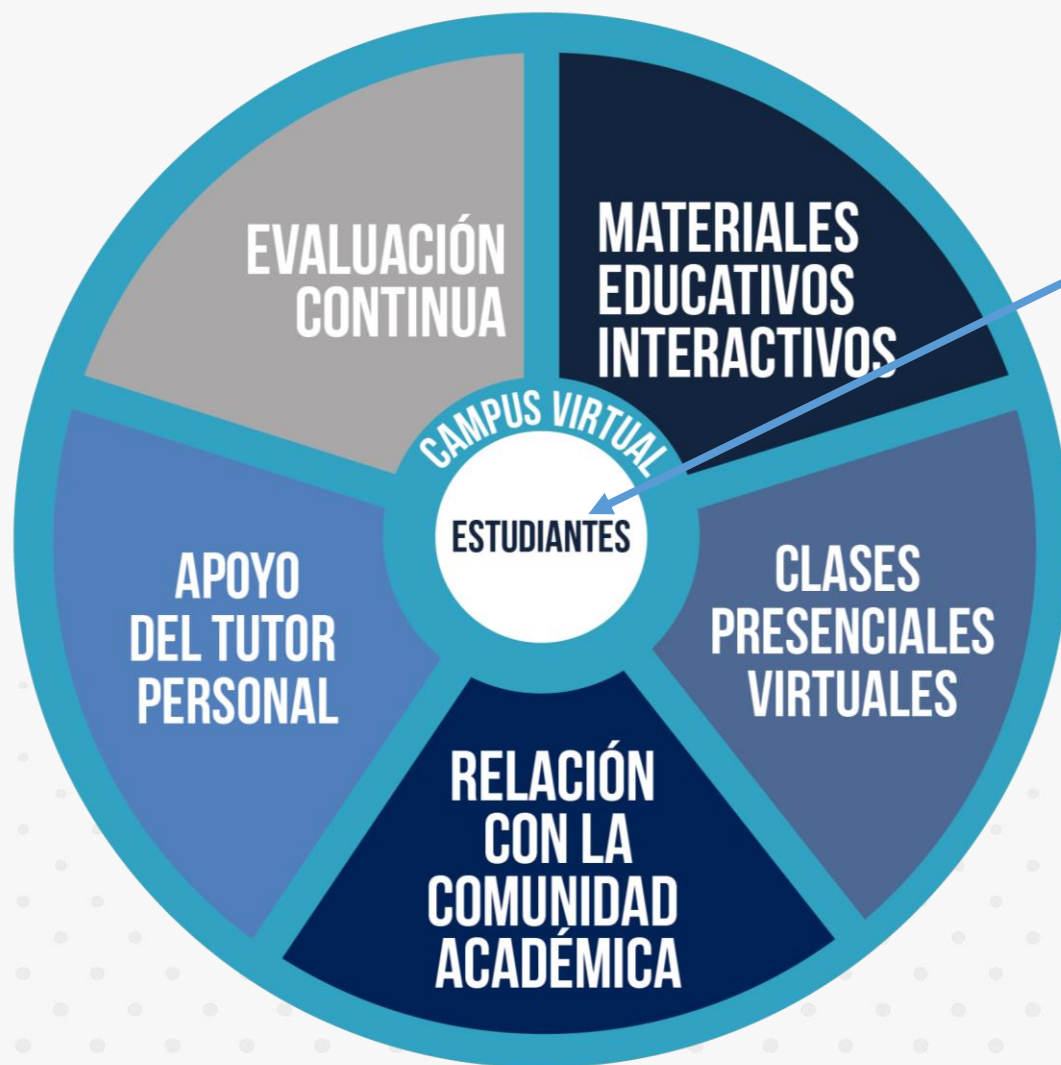 EVALUACIÓN
CONTINUA
MATERIALES
EDUCATIVOS
INTERACTIVOS
CAMPUS VIRTUAL
ESTUDIANTES
APOYO
DEL TUTOR
PERSONAL
CLASES
PRESENCIALES
VIRTUALES
RELACIÓN
CON LA
COMUNIDAD
ACADÉMICA